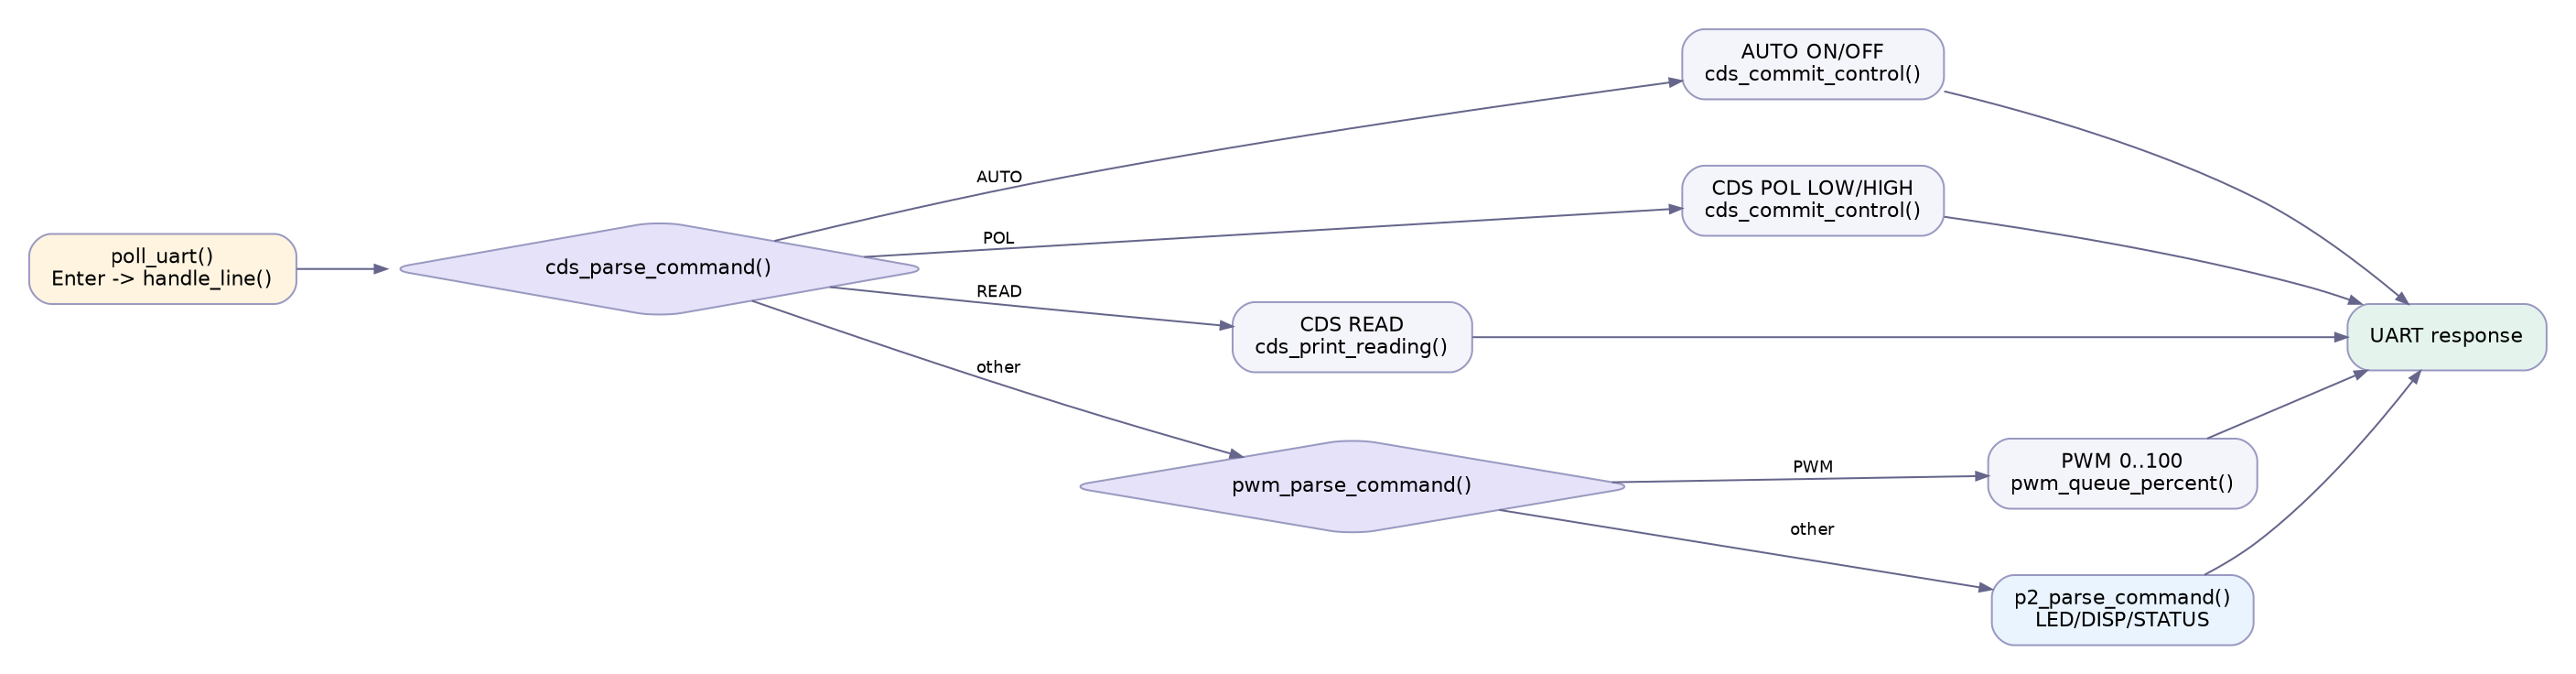 poll_uart()
Enter -> handle_line()
cds_parse_command()
AUTO
POL
READ
other
AUTO ON/OFF
cds_commit_control()
CDS POL LOW/HIGH
cds_commit_control()
CDS READ
cds_print_reading()
pwm_parse_command()
PWM
other
PWM 0..100
pwm_queue_percent()
p2_parse_command()
LED/DISP/STATUS
UART response